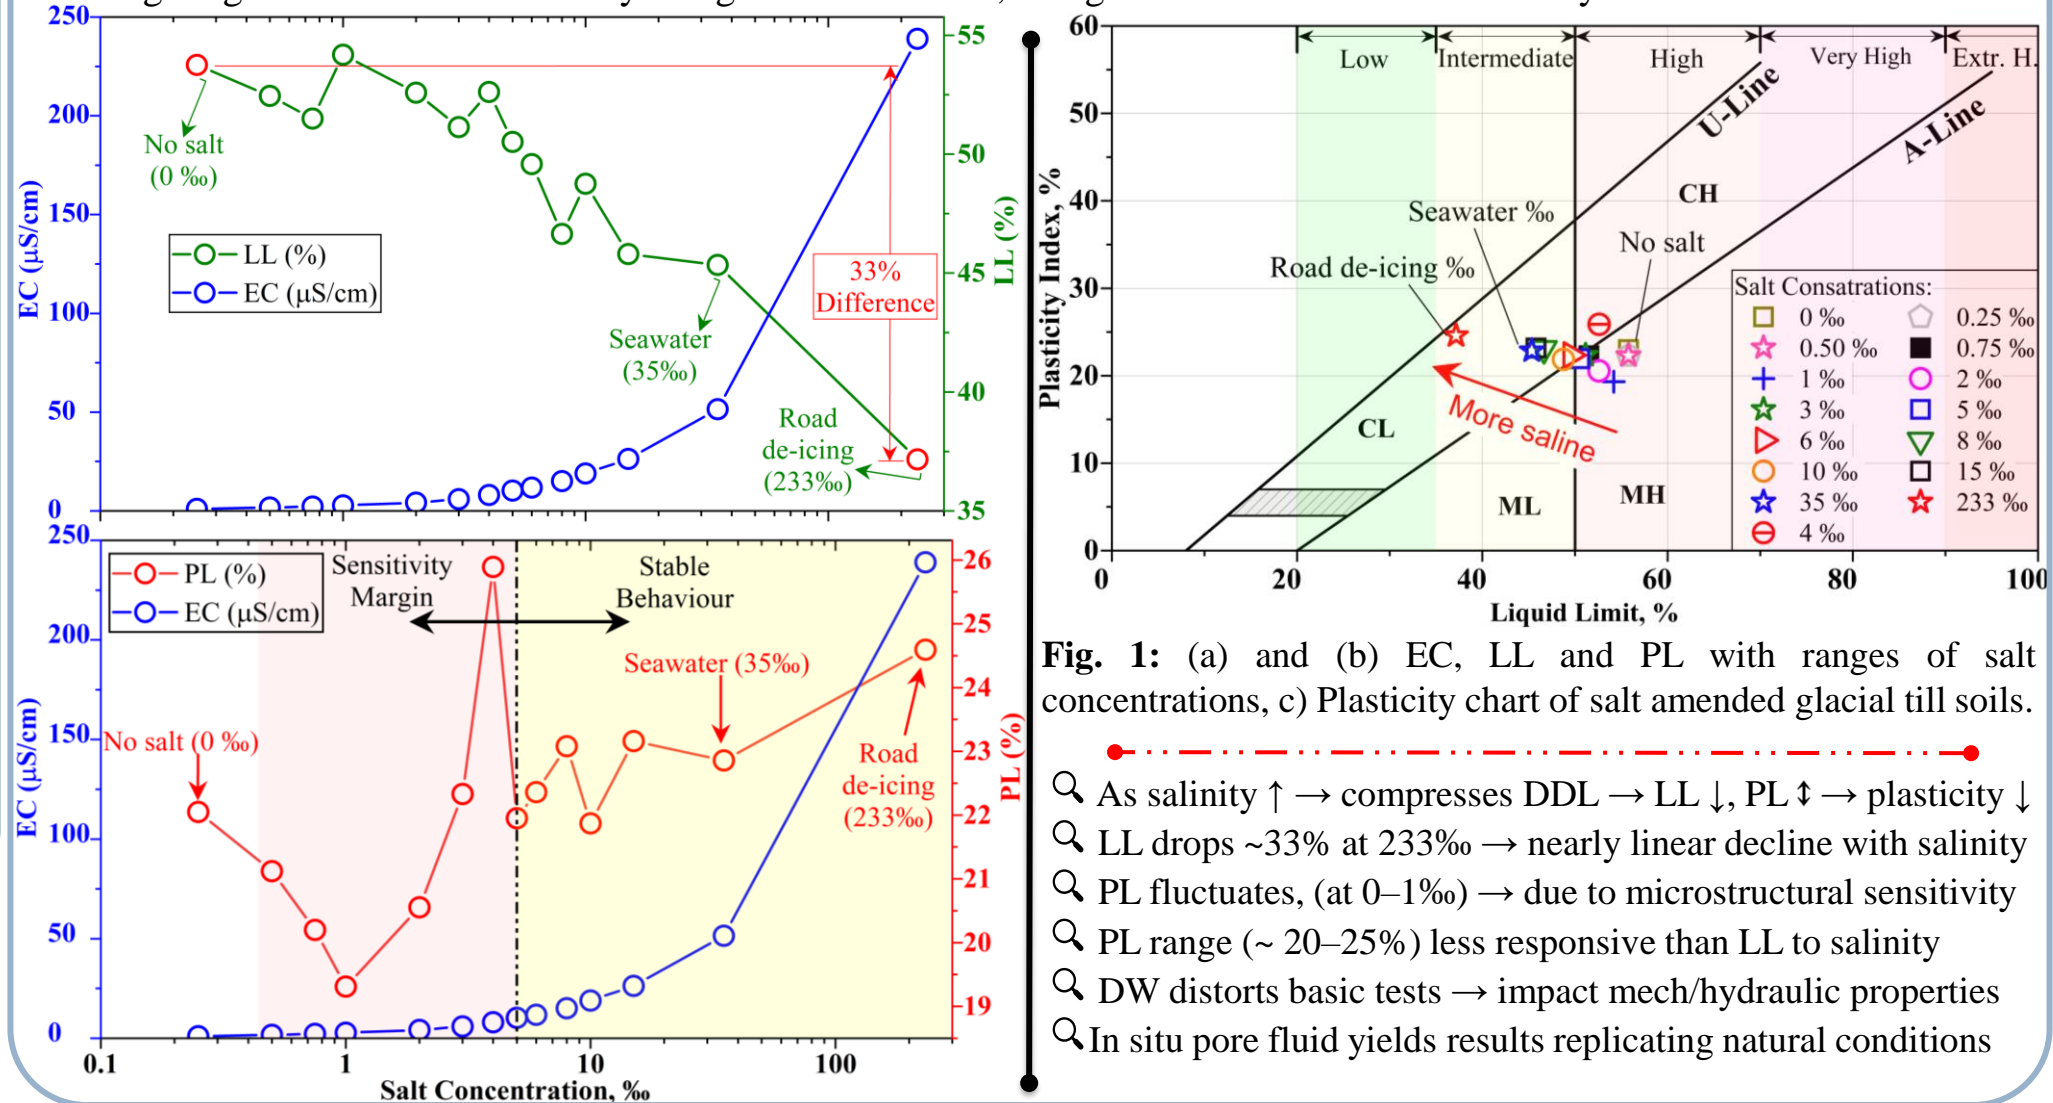 250
200
150
100
50
0
EC (μS/cm)
55
50
45
40
35
LL (%)
No salt
(0 ‰)
LL (%)
EC (μS/cm)
33%
Difference
Seawater
(35‰)
Road
de-icing
(233‰)
250
200
150
100
50
0
EC (μS/cm)
PL (%)
EC (μS/cm)
Sensitivity
Margin
Stable
Behaviour
No salt (0 ‰)
Seawater (35‰)
Road
de-icing
(233‰)
26
25
24
23
22
21
20
19
PL (%)
0.1
1
10
100
Salt Concentration, ‰
60
50
40
30
20
10
0
Plasticity Index, %
Low
Intermediate
High
Very High
Extr. H.
U-Line
A-Line
CH
Seawater ‰
No salt
Road de-icing ‰
More saline
CL
ML
MH
Salt Consatrations:
0 ‰
0.25 ‰
0.50 ‰
0.75 ‰
1 ‰
2 ‰
3 ‰
5 ‰
6 ‰
8 ‰
10 ‰
15 ‰
35 ‰
233 ‰
4 ‰
0
20
40
60
80
100
Liquid Limit, %
Fig. 1: (a) and (b) EC, LL and PL with ranges of salt
concentrations, c) Plasticity chart of salt amended glacial till soils.
As salinity ↑ → compresses DDL → LL ↓, PL ↕ → plasticity ↓
LL drops ~33% at 233‰ → nearly linear decline with salinity
PL fluctuates, (at 0–1‰) → due to microstructural sensitivity
PL range (~ 20–25%) less responsive than LL to salinity
DW distorts basic tests → impact mech/hydraulic properties
In situ pore fluid yields results replicating natural conditions